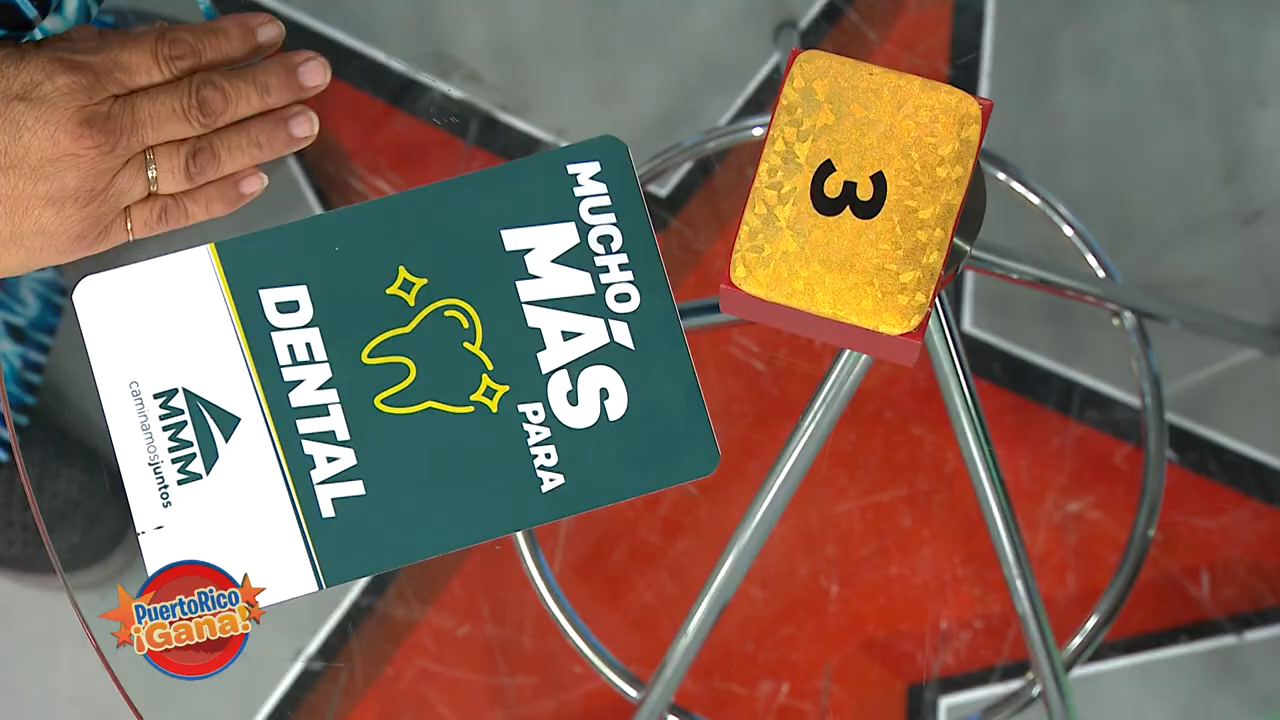 MUCHO
MÁS
PARA
DENTAL
MMM
caminamosjuntos
3
PuertoRico
¡Gana!